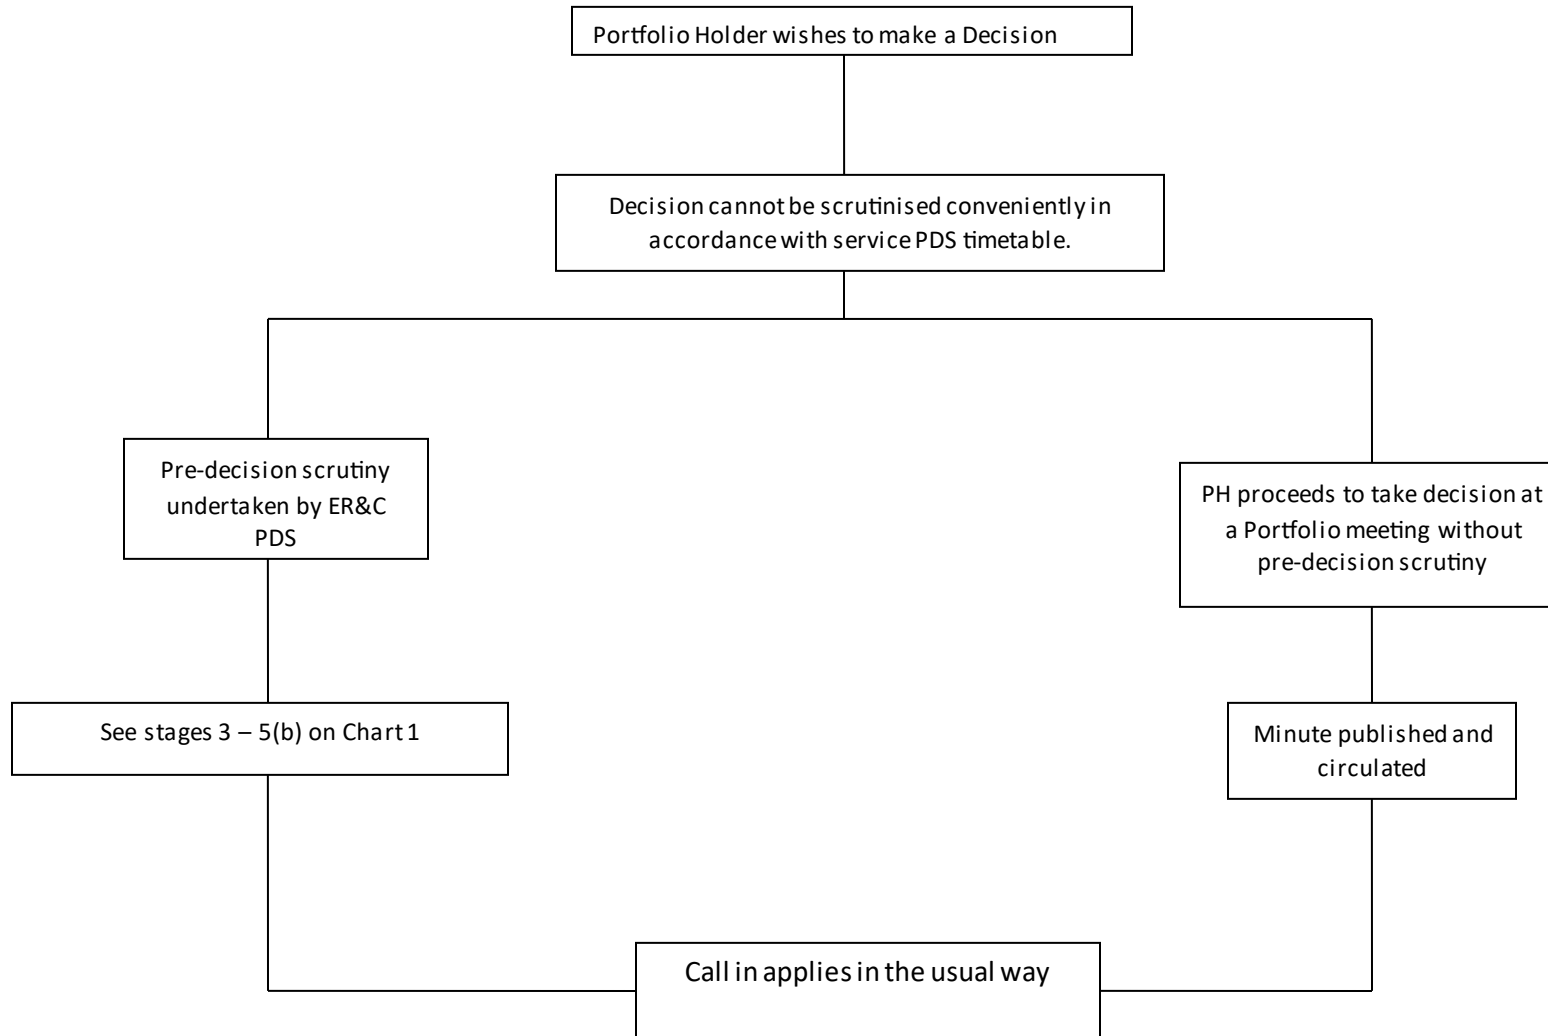 Portfolio Holder wishes to make a Decision
Decision cannot be scrutinised conveniently in
accordance with service PDS timetable.
Pre-decision scrutiny
undertaken by ER&C
PDS
PH proceeds to take decision at
a Portfolio meeting without
pre-decision scrutiny
See stages 3 – 5(b) on Chart 1
Minute published and
circulated
Call in applies in the usual way